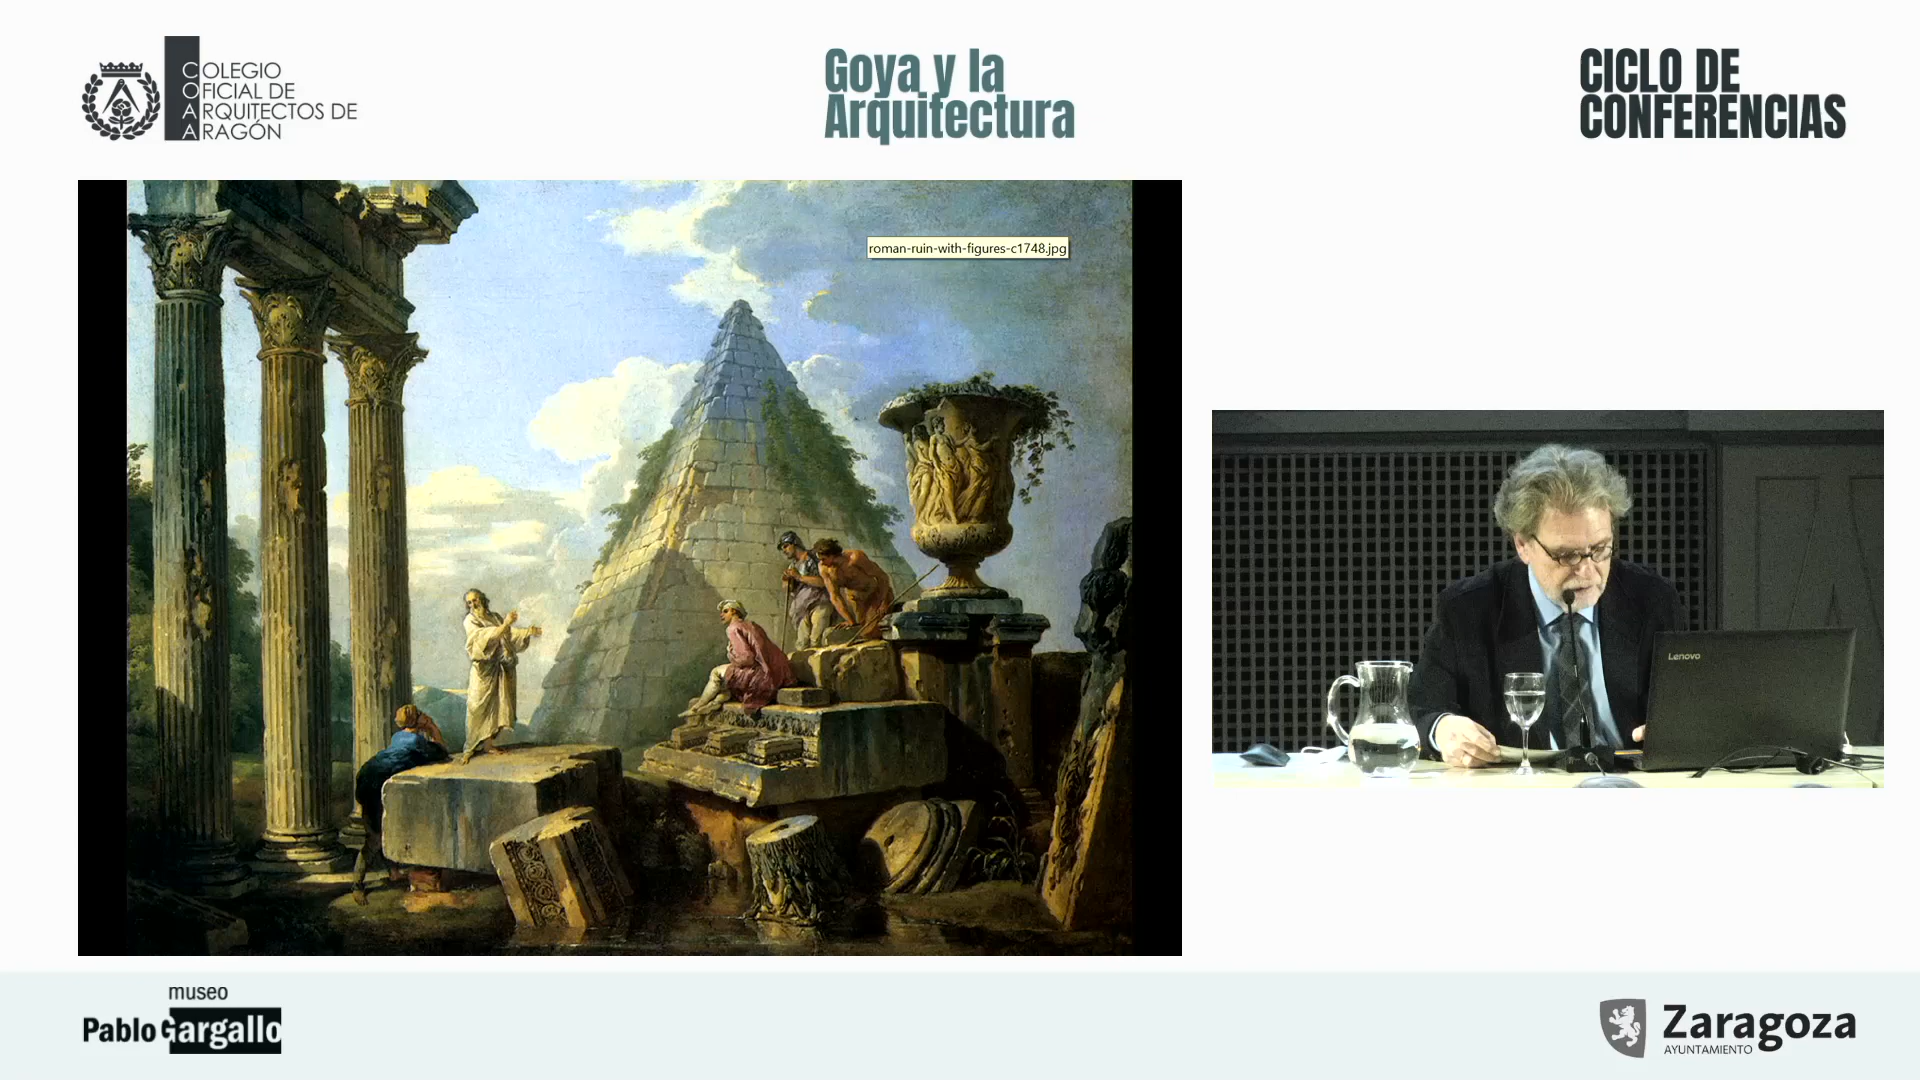 COLEGIO
OFICIAL DE
ARQUITECTOS DE
ARAGÓN
Goya y la
Arquitectura
CICLO DE
CONFERENCIAS
roman-ruin-with-figures-c1748.jpg
Lenovo
museo
Pablo Gargallo
Zaragoza
AYUNTAMIENTO